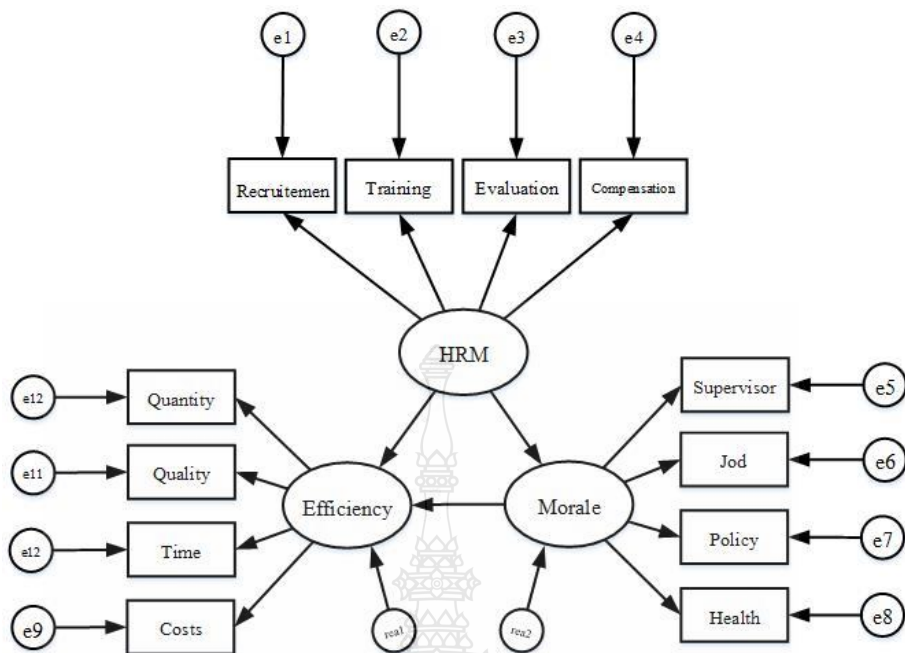 e1
e2
e3
e4
Recruitemen
Training
Evaluation
Compensation
HRM
e12
Quantity
Supervisor
e5
e11
Quality
Jod
e6
Efficiency
Morale
e12
Time
Policy
e7
e9
Costs
rea1
rea2
Health
e8